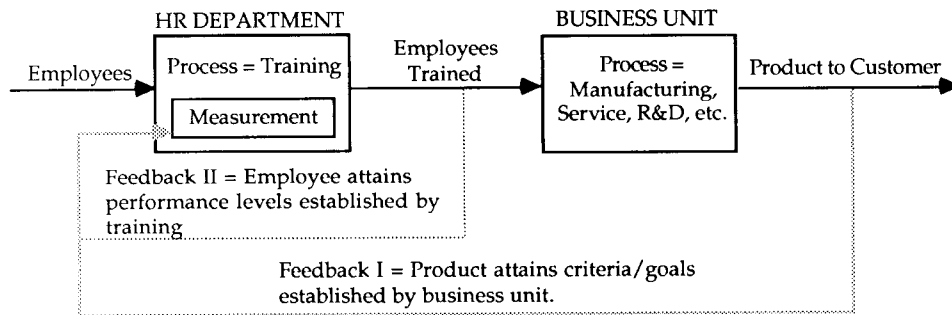 HR DEPARTMENT
BUSINESS UNIT
Employees
Process = Training
Measurement
Employees
Trained
Process =
Manufacturing,
Service, R&D, etc.
Product to Customer
Feedback II = Employee attains
performance levels established by
training
Feedback I = Product attains criteria/goals
established by business unit.